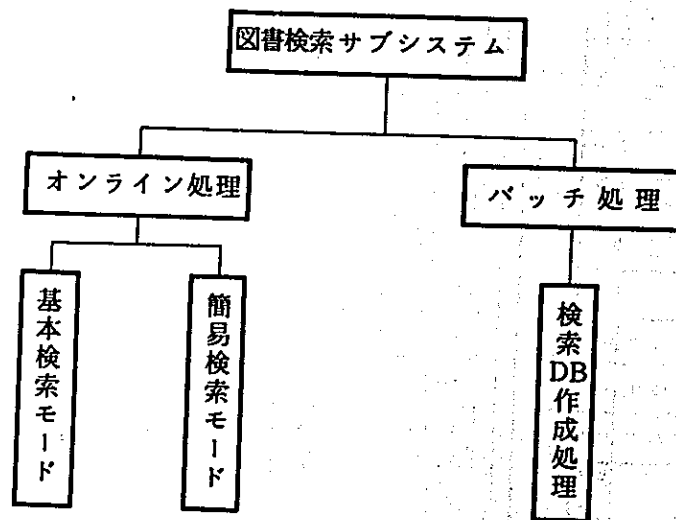 図書検索サブシステム
オンライン処理
バッチ処理
基本検索モード
簡易検索モード
検索DB作成処理